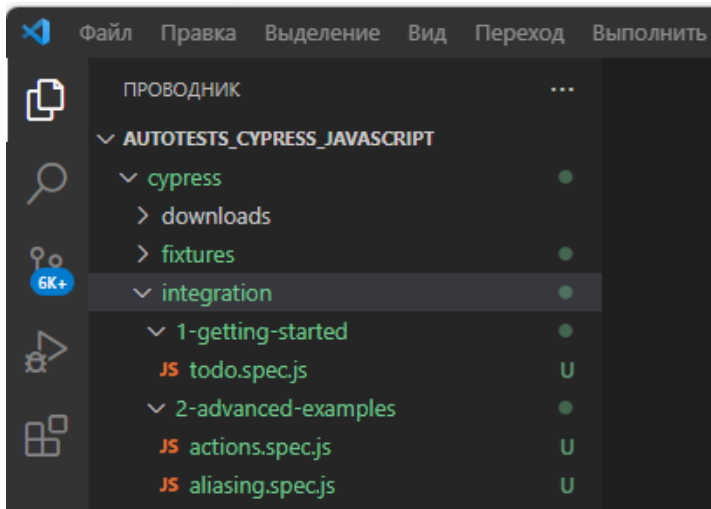 Файл Правка Выделение Вид Переход Выполнить
ПРОВОДНИК ...
AUTOTESTS_CYPRESS_JAVASCRIPT
cypress
downloads
fixtures
6K+
integration
1-getting-started
JS todo.spec.js U
2-advanced-examples
JS actions.spec.js U
JS aliasing.spec.js U